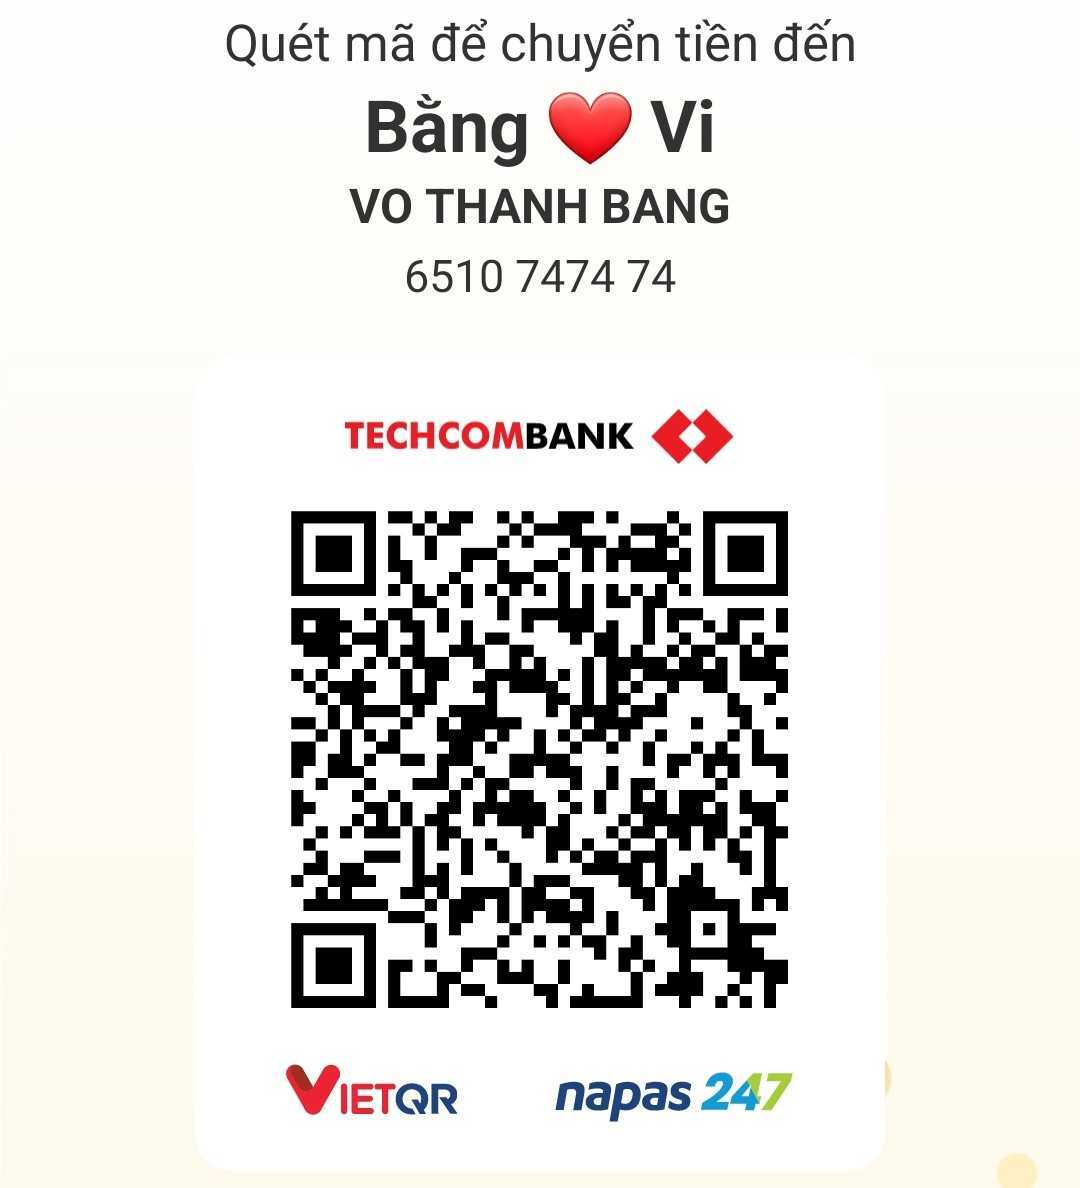 Quét mã để chuyển tiền đến
Bằng ❤️ Vi
VO THANH BANG
6510 7474 74
TECHCOMBANK
VIETQR
napas 247